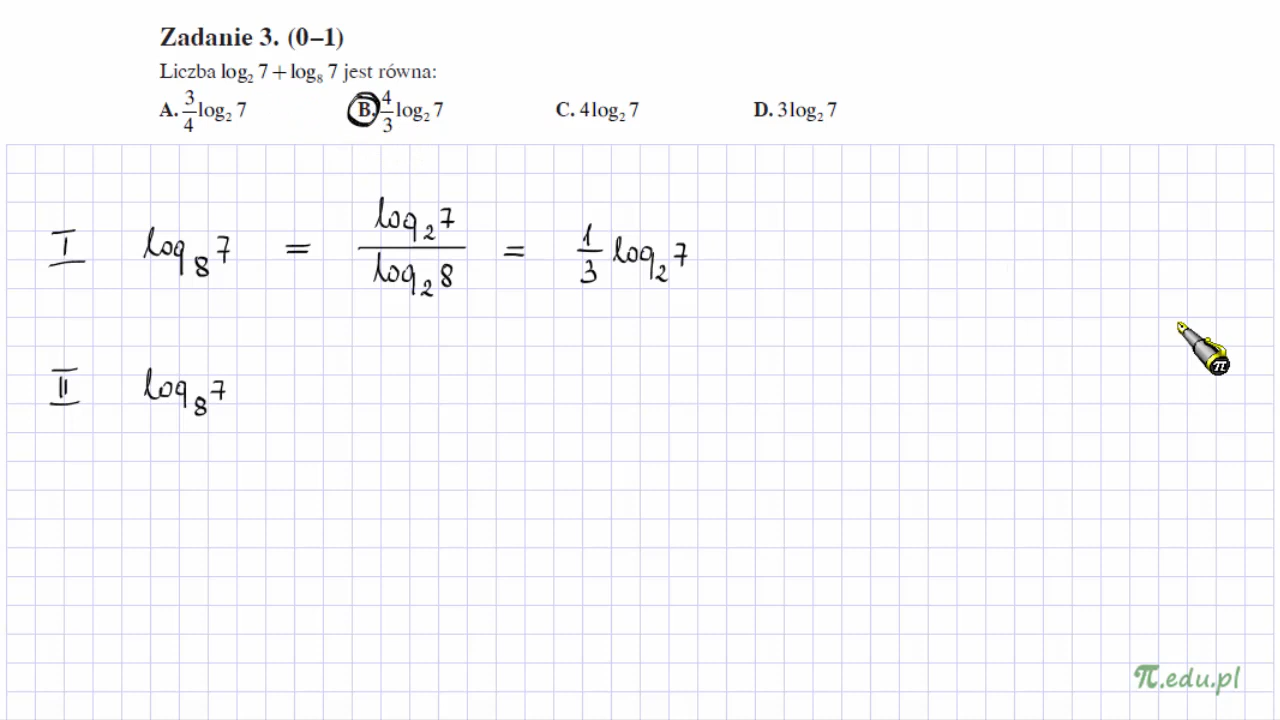 Zadanie 3. (0–1)
Liczba log₂ 7 + log₈ 7 jest równa:
A. 3/4 log₂ 7 B. 4/3 log₂ 7 C. 4log₂ 7 D. 3log₂ 7
I log₈7 = log₂7 / log₂8 = 1/3 log₂7
II log₈7
π
π.edu.pl